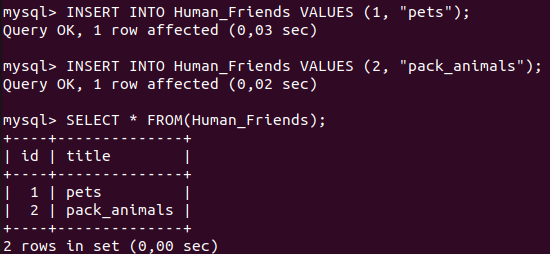 mysql> INSERT INTO Human_Friends VALUES (1, "pets");
Query OK, 1 row affected (0,03 sec)

mysql> INSERT INTO Human_Friends VALUES (2, "pack_animals");
Query OK, 1 row affected (0,02 sec)

mysql> SELECT * FROM(Human_Friends);
+----+--------------+
| id | title        |
+----+--------------+
|  1 | pets         |
|  2 | pack_animals |
+----+--------------+
2 rows in set (0,00 sec)